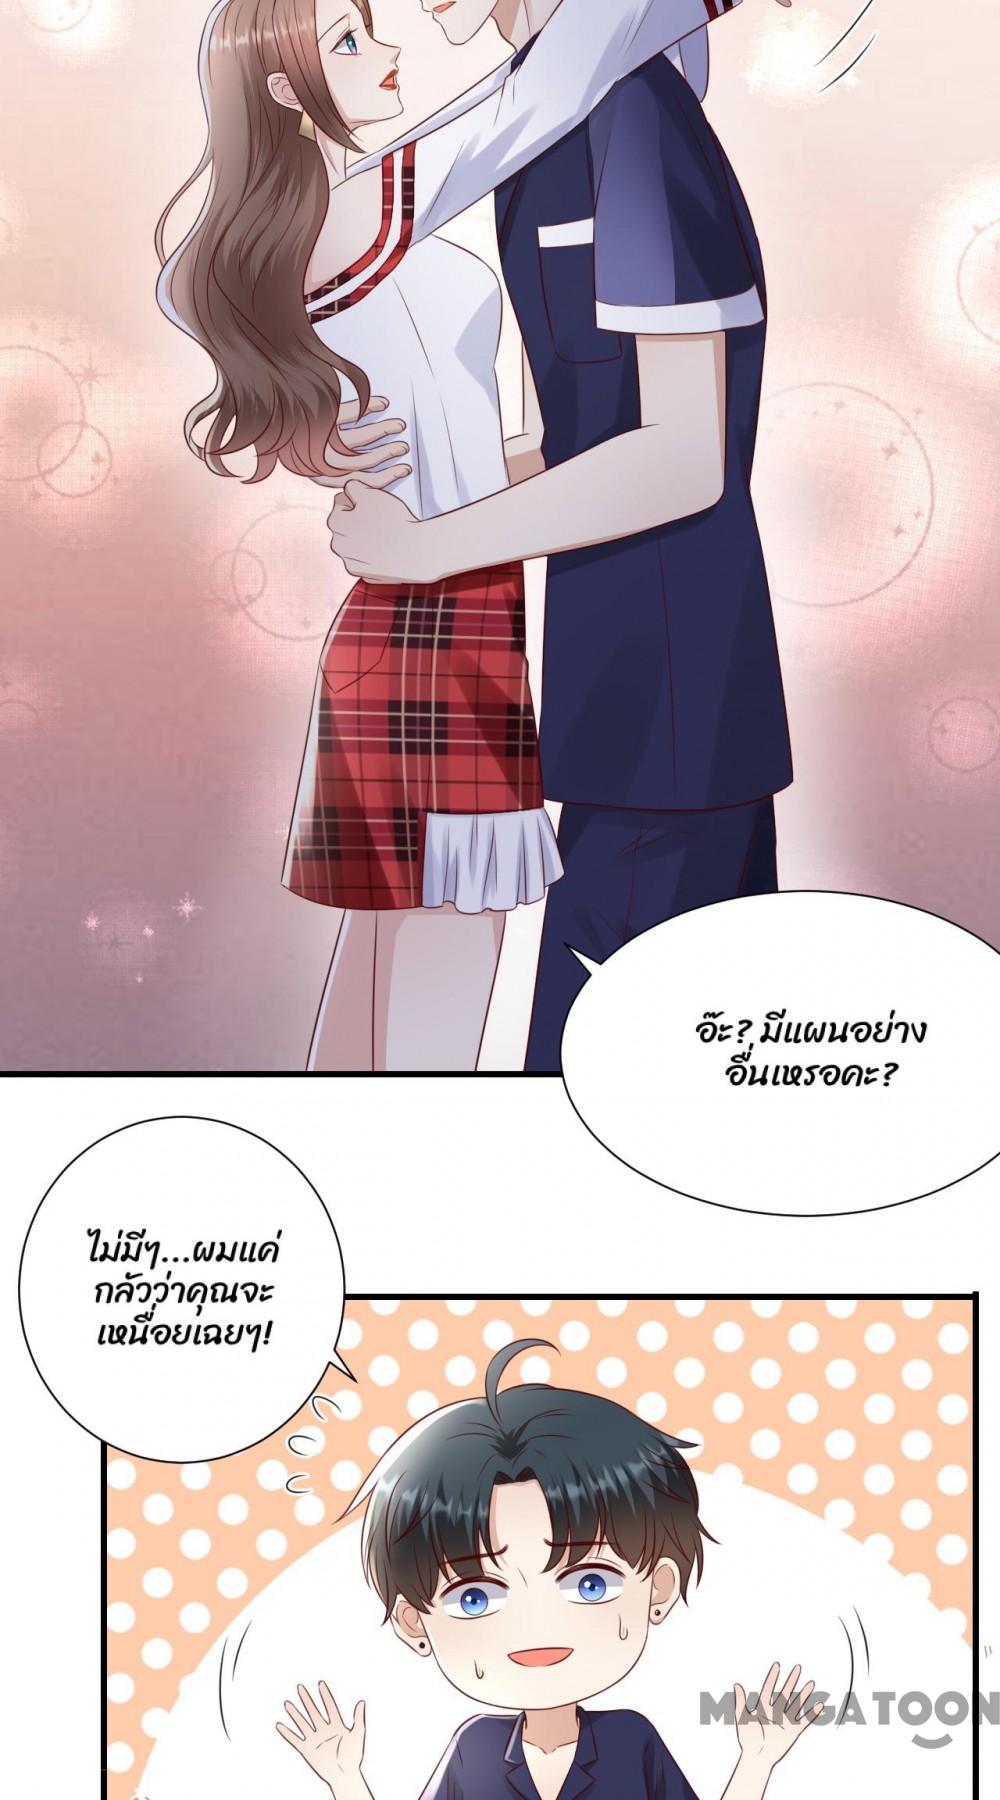 อ๊ะ? มีแผนอย่าง
อื่นเหรอคะ?
ไม่มีๆ...ผมแค่
กลัวว่าคุณจะ
เหนื่อยเฉยๆ!
MANGATOON